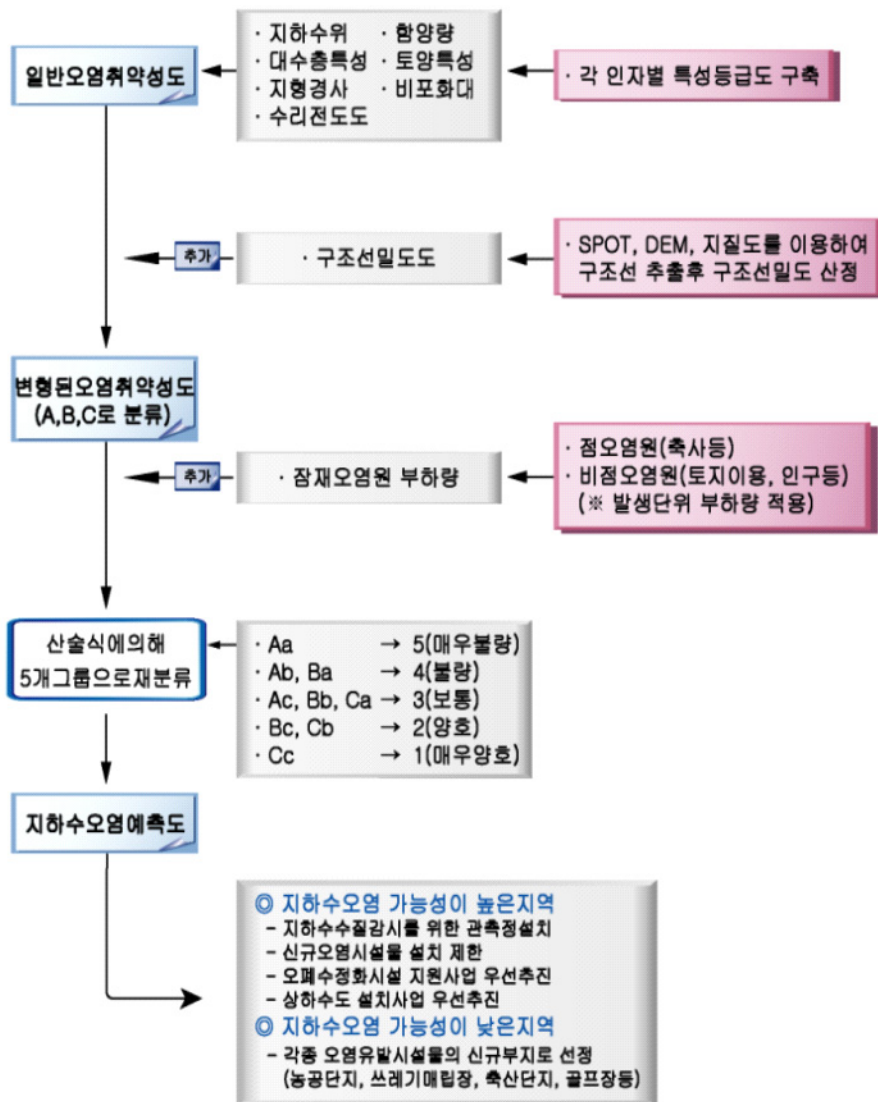 일반오염취약성도
· 지하수위 · 함양량
· 대수층특성 · 토양특성
· 지형경사 · 비포화대
· 수리전도도
· 각 인자별 특성등급도 구축
추가
· 구조선밀도도
· SPOT, DEM, 지질도를 이용하여
구조선 추출후 구조선밀도 산정
변형된오염취약성도
(A,B,C로 분류)
추가
· 잠재오염원 부하량
· 점오염원(축사등)
· 비점오염원(토지이용, 인구등)
(※ 발생단위 부하량 적용)
산술식에의해
5개그룹으로재분류
· Aa → 5(매우불량)
· Ab, Ba → 4(불량)
· Ac, Bb, Ca → 3(보통)
· Bc, Cb → 2(양호)
· Cc → 1(매우양호)
지하수오염예측도
◎ 지하수오염 가능성이 높은지역
- 지하수수질감시를 위한 관측정설치
- 신규오염시설물 설치 제한
- 오폐수정화시설 지원사업 우선추진
- 상하수도 설치사업 우선추진
◎ 지하수오염 가능성이 낮은지역
- 각종 오염유발시설물의 신규부지로 선정
(농공단지, 쓰레기매립장, 축산단지, 골프장등)